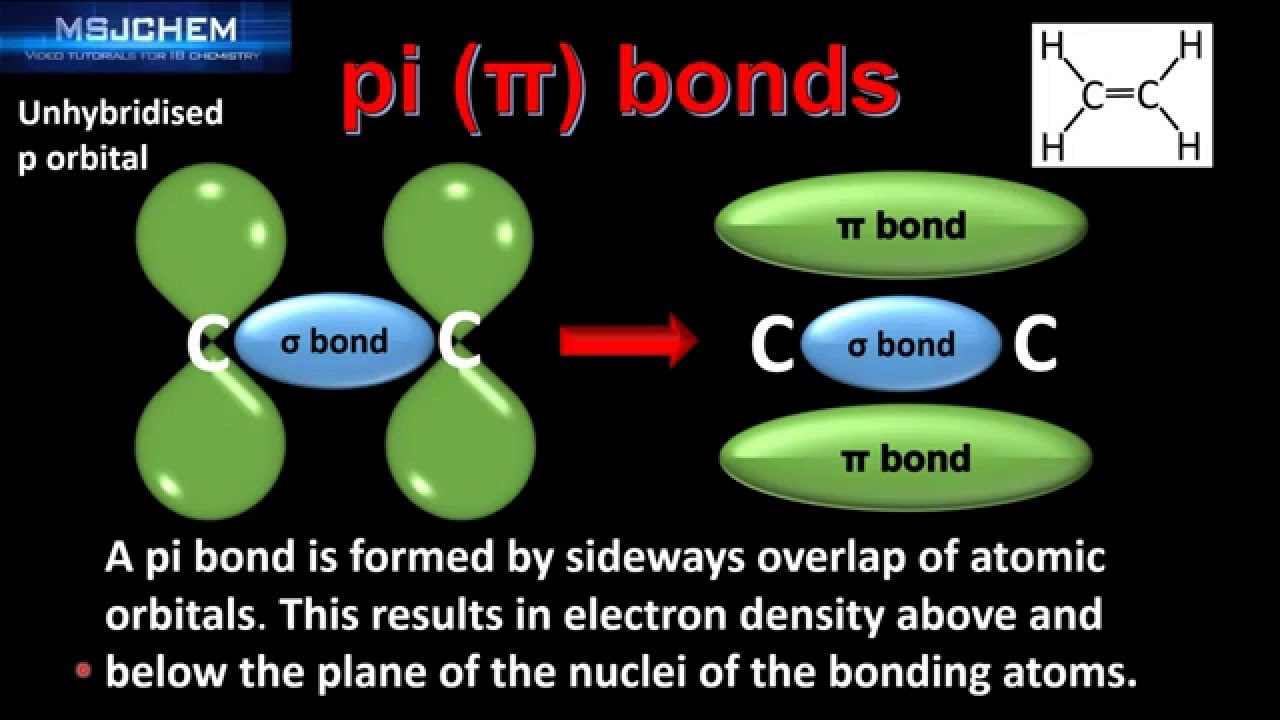 MSJCHEM
VIDEO TUTORIALS FOR IB CHEMISTRY
pi (π) bonds
Unhybridised
p orbital
H H
C=C
H H
π bond
C σ bond C
C σ bond C
π bond
A pi bond is formed by sideways overlap of atomic
orbitals. This results in electron density above and
below the plane of the nuclei of the bonding atoms.